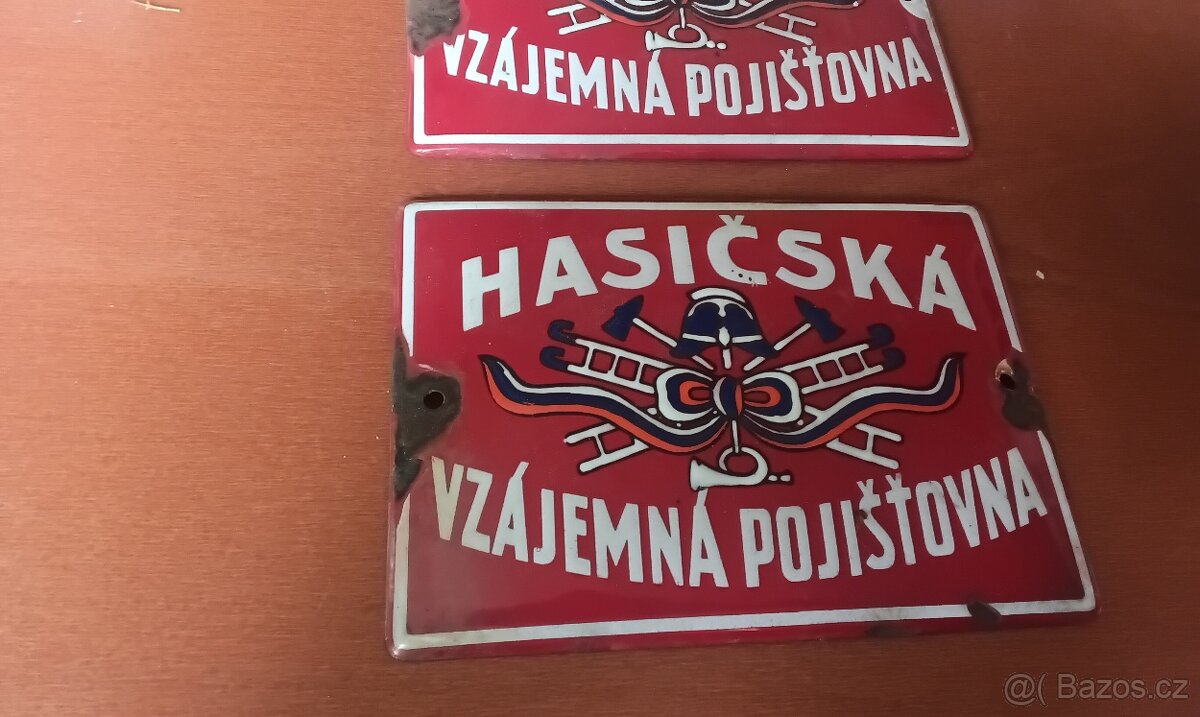 VZÁJEMNÁ POJIŠŤOVNA
HASIČSKÁ
VZÁJEMNÁ POJIŠŤOVNA
@( Bazos.cz